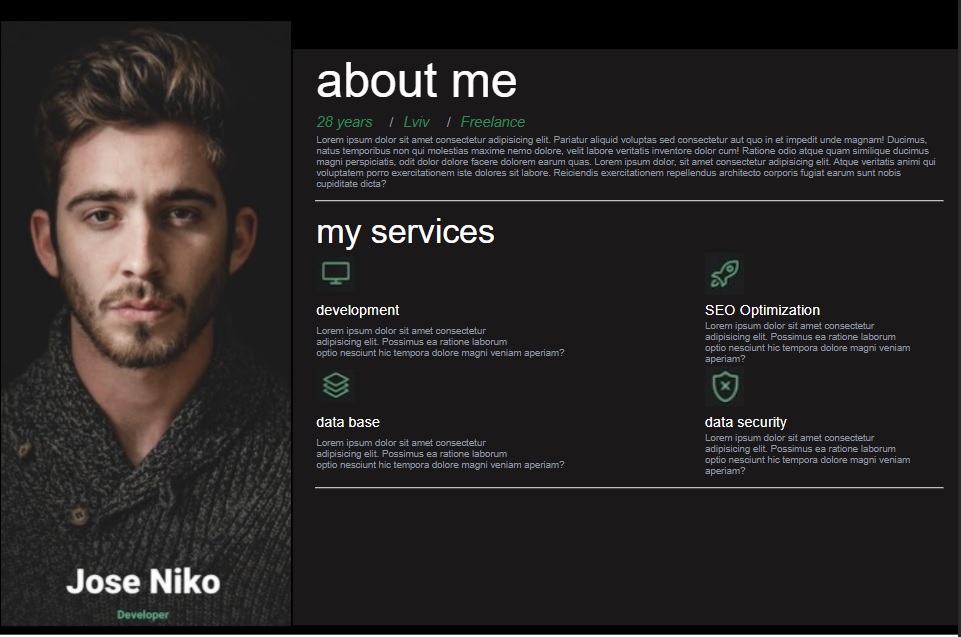 about me
28 years / Lviv / Freelance
Lorem ipsum dolor sit amet consectetur adipisicing elit. Pariatur aliquid voluptas sed consectetur aut quo in et impedit unde magnam! Ducimus,
natus temporibus non qui molestias maxime nemo dolore, velit labore veritatis inventore dolor cum! Ratione odio atque quam similique ducimus
magni perspiciatis, odit dolor dolore facere dolorem earum quas. Lorem ipsum dolor, sit amet consectetur adipisicing elit. Atque veritatis animi qui
voluptatem porro exercitationem iste dolores sit labore. Reiciendis exercitationem repellendus architecto corporis fugiat earum sunt nobis
cupiditate dicta?
my services
development
Lorem ipsum dolor sit amet consectetur
adipisicing elit. Possimus ea ratione laborum
optio nesciunt hic tempora dolore magni veniam aperiam?
SEO Optimization
Lorem ipsum dolor sit amet consectetur
adipisicing elit. Possimus ea ratione laborum
optio nesciunt hic tempora dolore magni veniam
aperiam?
data base
Lorem ipsum dolor sit amet consectetur
adipisicing elit. Possimus ea ratione laborum
optio nesciunt hic tempora dolore magni veniam aperiam?
data security
Lorem ipsum dolor sit amet consectetur
adipisicing elit. Possimus ea ratione laborum
optio nesciunt hic tempora dolore magni veniam
aperiam?
Jose Niko
Developer